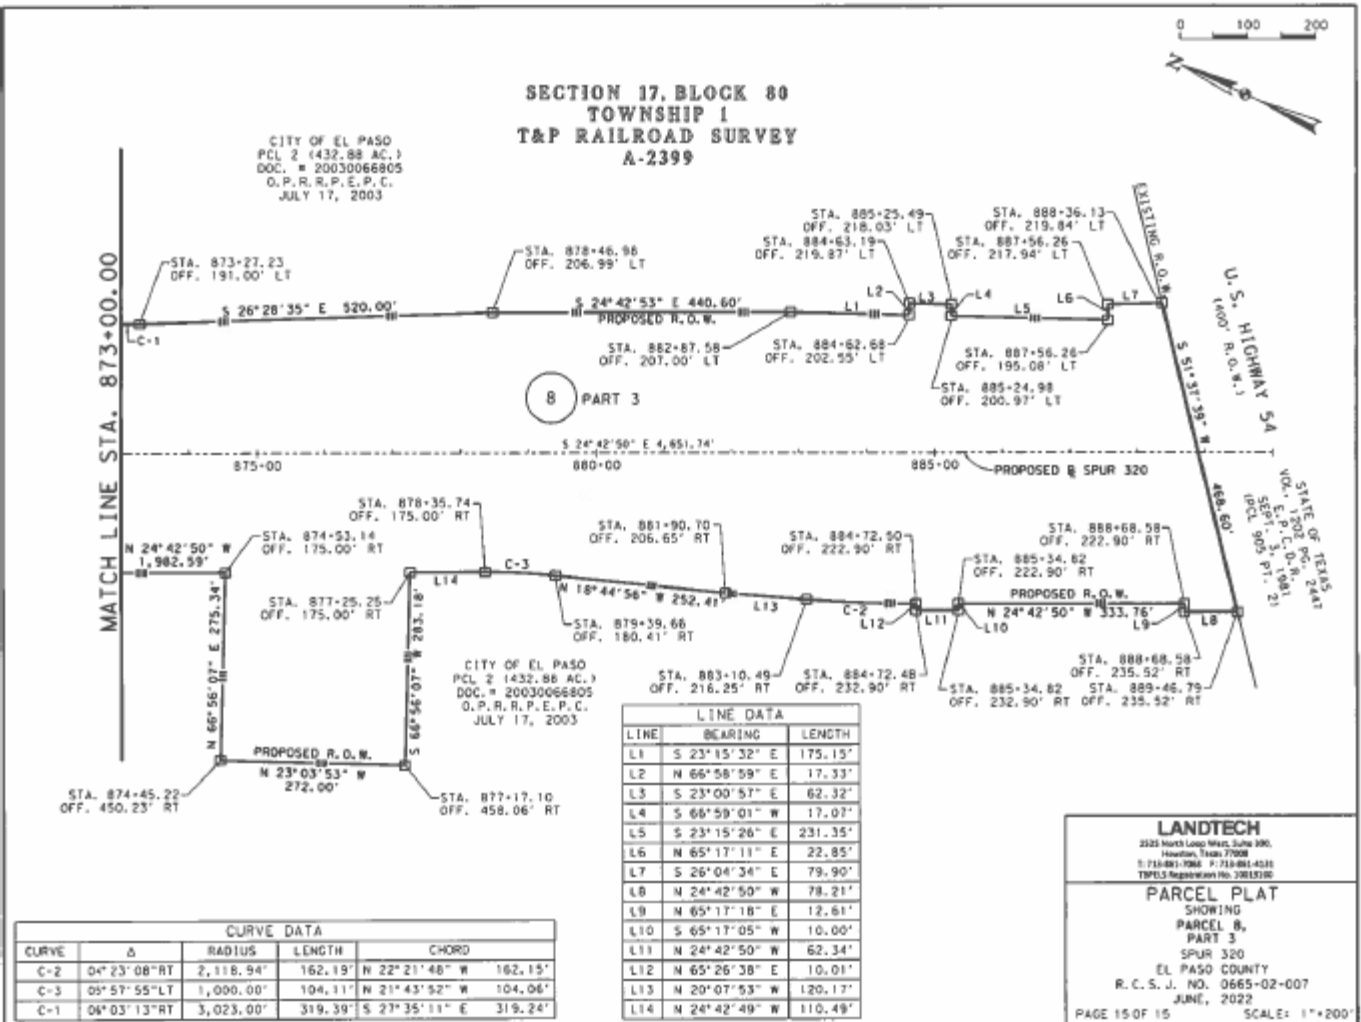 0 100 200
N
SECTION 17, BLOCK 80
TOWNSHIP 1
T&P RAILROAD SURVEY
A-2399
CITY OF EL PASO
PCL 2 (432.88 AC.)
DOC. # 20030066805
O.P.R.R.P.E.P.C.
JULY 17, 2003
MATCH LINE STA. 873+00.00
STA. 873+27.23
OFF. 191.00' LT
C-1
S 26°28'35" E 520.00'
STA. 878+46.98
OFF. 206.99' LT
S 24°42'53" E 440.60'
PROPOSED R.O.W.
STA. 882+87.58
OFF. 207.00' LT
L1
STA. 884+62.68
OFF. 202.55' LT
STA. 884+63.19
OFF. 219.87' LT
L2
L3
STA. 885+25.49
OFF. 218.03' LT
L4
STA. 885+24.98
OFF. 200.97' LT
L5
STA. 887+56.26
OFF. 195.08' LT
STA. 887+56.26
OFF. 217.94' LT
L6
L7
STA. 888+36.13
OFF. 219.84' LT
EXISTING R.O.W.
U.S. HIGHWAY 54
(400' R.O.W.)
S 51°37'39" W
468.60'
STATE OF TEXAS
VOL. 1202 PG. 2447
E.P.C.D.R.
SEPT. 3, 1981
(PCL 905 PT. 2)
8 PART 3
S 24°42'50" E 4,651.74'
875+00
880+00
885+00
PROPOSED ℄ SPUR 320
N 24°42'50" W
1,982.59'
STA. 874+53.14
OFF. 175.00' RT
N 66°56'07" E 275.34'
STA. 874+45.22
OFF. 450.23' RT
PROPOSED R.O.W.
N 23°03'53" W
272.00'
STA. 877+17.10
OFF. 458.06' RT
S 66°56'07" W 283.18'
STA. 877+25.25
OFF. 175.00' RT
L14
STA. 878+35.74
OFF. 175.00' RT
C-3
STA. 879+39.66
OFF. 180.41' RT
N 18°44'56" W 252.41'
STA. 881+90.70
OFF. 206.65' RT
L13
STA. 883+10.49
OFF. 216.25' RT
C-2
STA. 884+72.50
OFF. 222.90' RT
L12
STA. 884+72.48
OFF. 232.90' RT
L11
STA. 885+34.82
OFF. 222.90' RT
L10
STA. 885+34.82
OFF. 232.90' RT
PROPOSED R.O.W.
N 24°42'50" W 333.76'
STA. 888+68.58
OFF. 222.90' RT
L9
L8
STA. 888+68.58
OFF. 235.52' RT
STA. 889+46.79
OFF. 235.52' RT
CITY OF EL PASO
PCL 2 (432.88 AC.)
DOC. # 20030066805
O.P.R.R.P.E.P.C.
JULY 17, 2003
LINE DATA
LINE BEARING LENGTH
L1 S 23°15'32" E 175.15'
L2 N 66°58'59" E 17.33'
L3 S 23°00'57" E 62.32'
L4 S 66°59'01" W 17.07'
L5 S 23°15'26" E 231.35'
L6 N 65°17'11" E 22.85'
L7 S 26°04'34" E 79.90'
L8 N 24°42'50" W 78.21'
L9 N 65°17'18" E 12.61'
L10 S 65°17'05" W 10.00'
L11 N 24°42'50" W 62.34'
L12 N 65°26'38" E 10.01'
L13 N 20°07'53" W 120.17'
L14 N 24°42'49" W 110.49'
CURVE DATA
CURVE Δ RADIUS LENGTH CHORD
C-2 04°23'08"RT 2,118.94' 162.19' N 22°21'48" W 162.15'
C-3 05°57'55"LT 1,000.00' 104.11' N 21°43'52" W 104.06'
C-1 06°03'13"RT 3,023.00' 319.39' S 27°35'11" E 319.24'
LANDTECH
2525 North Loop West, Suite 300,
Houston, Texas 77008
T: 713-861-7068 F: 713-861-4131
TBPELS Registration No. 10019100
PARCEL PLAT
SHOWING
PARCEL 8,
PART 3
SPUR 320
EL PASO COUNTY
R.C.S.J. NO. 0665-02-007
JUNE, 2022
PAGE 15 OF 15 SCALE: 1"=200'